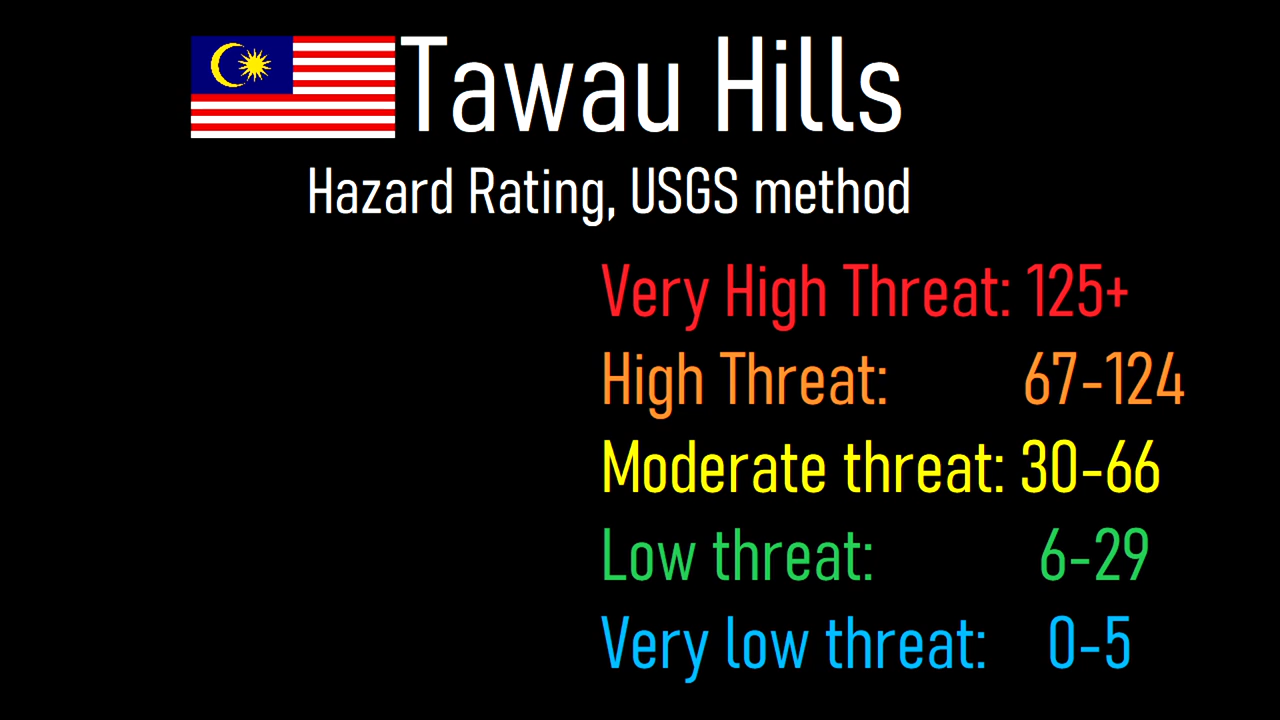 Tawau Hills
Hazard Rating, USGS method
Very High Threat: 125+
High Threat: 67-124
Moderate threat: 30-66
Low threat: 6-29
Very low threat: 0-5